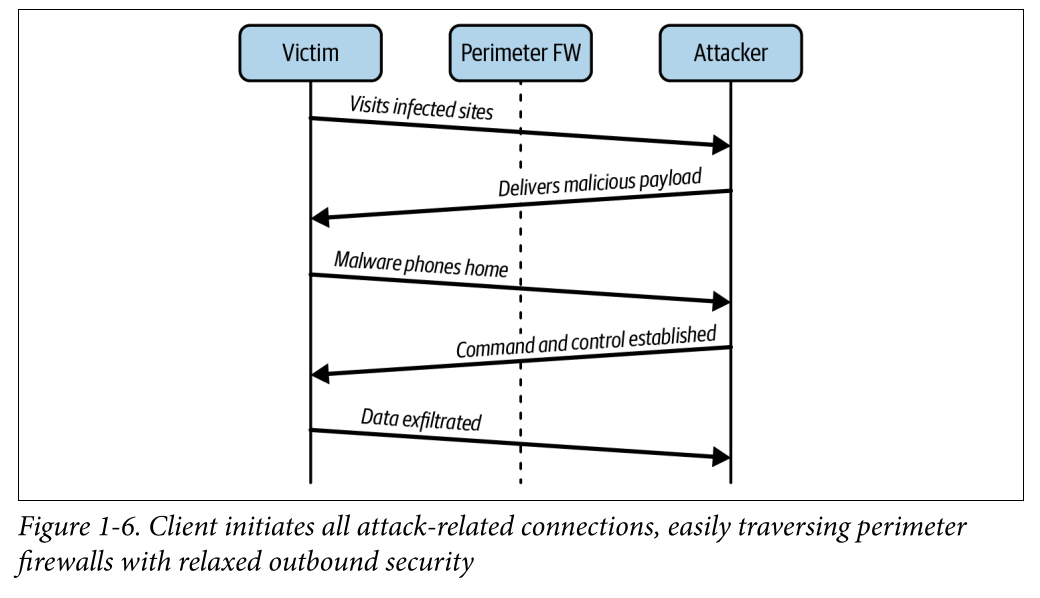 Victim
Perimeter FW
Attacker
Visits infected sites
Delivers malicious payload
Malware phones home
Command and control established
Data exfiltrated
Figure 1-6. Client initiates all attack-related connections, easily traversing perimeter
firewalls with relaxed outbound security